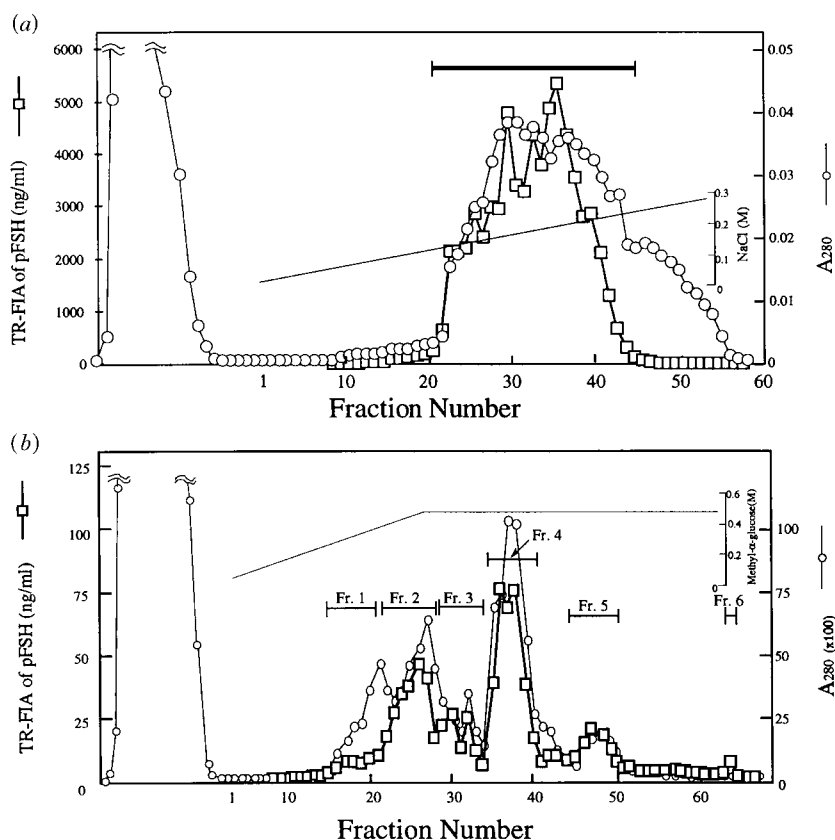 (a)
TR-FIA of pFSH (ng/ml)
6000
5000
4000
3000
2000
1000
0
0.05
0.04
0.03
0.02
0.01
0
A280
0.3
0.2
0.1
0
NaCl (M)
1 10 20 30 40 50 60
Fraction Number
(b)
TR-FIA of pFSH (ng/ml)
125
100
75
50
25
0
100
75
50
25
0
A280 (x100)
0.6
0.4
0.2
0
Methyl-α-glucose(M)
Fr. 1 Fr. 2 Fr. 3 Fr. 4 Fr. 5 Fr. 6
1 10 20 30 40 50 60
Fraction Number